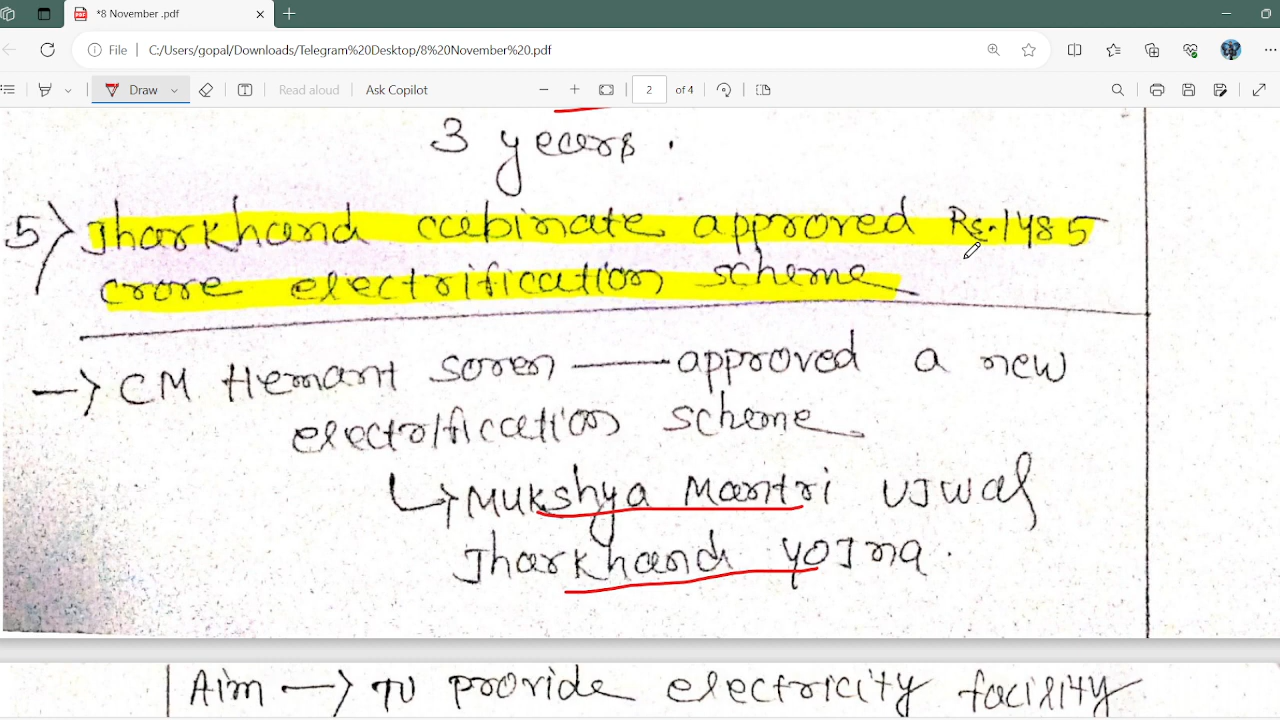 *8 November .pdf
File C:/Users/gopal/Downloads/Telegram%20Desktop/8%20November%20.pdf
Draw Read aloud Ask Copilot 2 of 4
3 years.
5) Jharkhand cabinate approved Rs.1485
crore electrification scheme
→ CM Hemant Soren — approved a new
electrification scheme
↳ Mukshya Mantri UJwal
Jharkhand YOJna.
Aim → To provide electricity facility